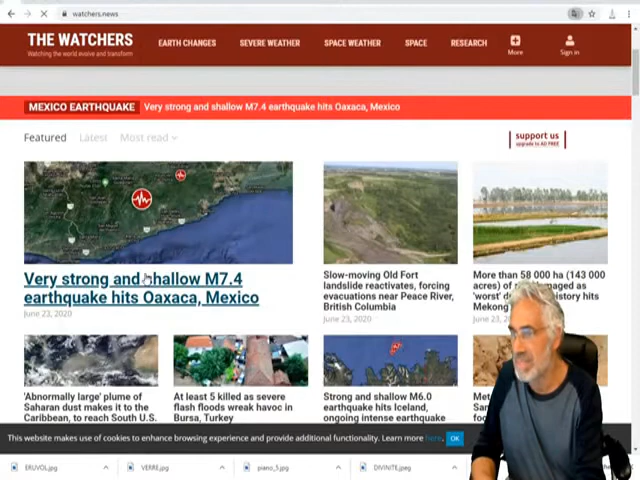 watchers.news
THE WATCHERS
Watching the world evolve and transform
EARTH CHANGES
SEVERE WEATHER
SPACE WEATHER
SPACE
RESEARCH
More
Sign in
MEXICO EARTHQUAKE
Very strong and shallow M7.4 earthquake hits Oaxaca, Mexico
Featured
Latest
Most read
support us
upgrade to AD FREE
Very strong and shallow M7.4
earthquake hits Oaxaca, Mexico
June 23, 2020
Slow-moving Old Fort
landslide reactivates, forcing
evacuations near Peace River,
British Columbia
June 23, 2020
More than 58 000 ha (143 000
acres) of
'worst'
Mekong
June 23,
'Abnormally large' plume of
Saharan dust makes it to the
Caribbean, to reach South U.S.
At least 5 killed as severe
flash floods wreak havoc in
Bursa, Turkey
Strong and shallow M6.0
earthquake hits Iceland,
ongoing intense earthquake
This website makes use of cookies to enhance browsing experience and provide additional functionality. Learn more here.
OK
ERUVOL.jpg
VERRE.jpg
piano_5.jpg
DIVINITE.jpeg